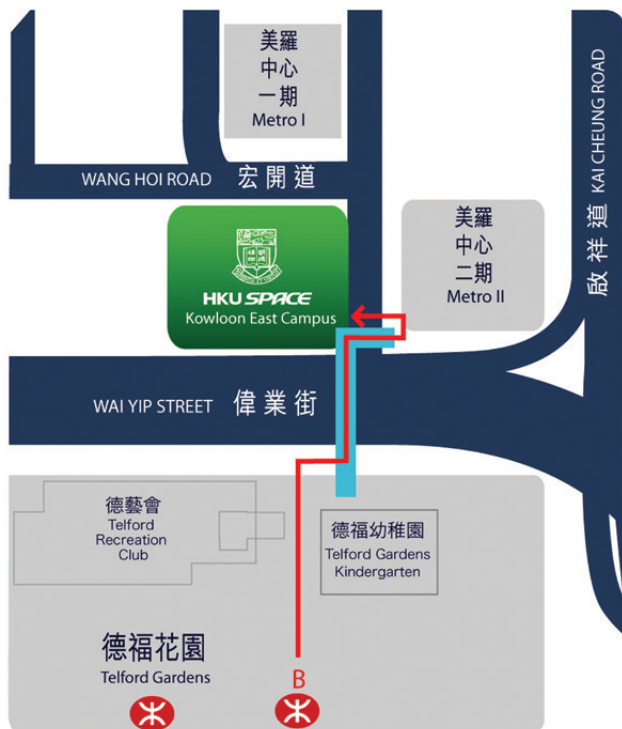 美羅
中心
一期
Metro I
WANG HOI ROAD 宏開道
啟祥道 KAI CHEUNG ROAD
美羅
中心
二期
Metro II
HKU SPACE
Kowloon East Campus
WAI YIP STREET 偉業街
德藝會
Telford
Recreation
Club
德福幼稚園
Telford Gardens
Kindergarten
德福花園
Telford Gardens
B